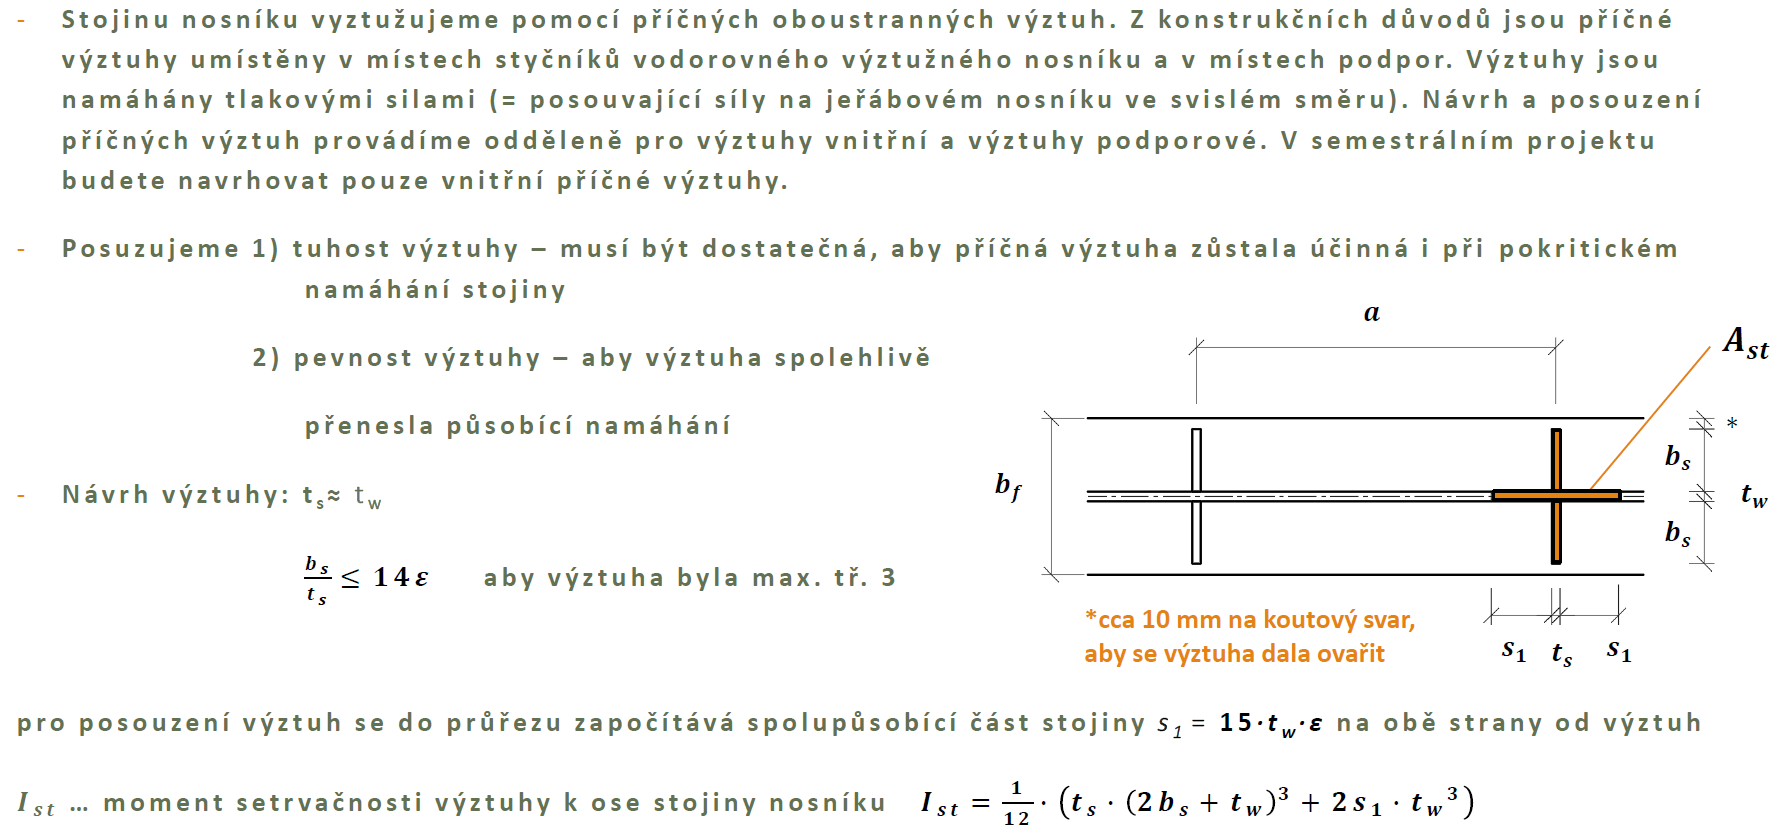 - Stojinu nosníku vyztužujeme pomocí příčných oboustranných výztuh. Z konstrukčních důvodů jsou příčné
výztuhy umístěny v místech styčníků vodorovného výztužného nosníku a v místech podpor. Výztuhy jsou
namáhány tlakovými silami (= posouvající síly na jeřábovém nosníku ve svislém směru). Návrh a posouzení
příčných výztuh provádíme odděleně pro výztuhy vnitřní a výztuhy podporové. V semestrálním projektu
budete navrhovat pouze vnitřní příčné výztuhy.
- Posuzujeme 1) tuhost výztuhy – musí být dostatečná, aby příčná výztuha zůstala účinná i při pokritickém
namáhání stojiny
2) pevnost výztuhy – aby výztuha spolehlivě
přenesla působící namáhání
- Návrh výztuhy: t_s≈ t_w
b_s/t_s ≤ 14ε aby výztuha byla max. tř. 3
a
A_st
*
b_s
b_f
t_w
b_s
*cca 10 mm na koutový svar,
aby se výztuha dala ovařit
s_1 t_s s_1
pro posouzení výztuh se do průřezu započítává spolupůsobící část stojiny s_1 = 15·t_w·ε na obě strany od výztuh
I_st … moment setrvačnosti výztuhy k ose stojiny nosníku I_st = 1/12 · (t_s · (2b_s + t_w)³ + 2s_1 · t_w³)